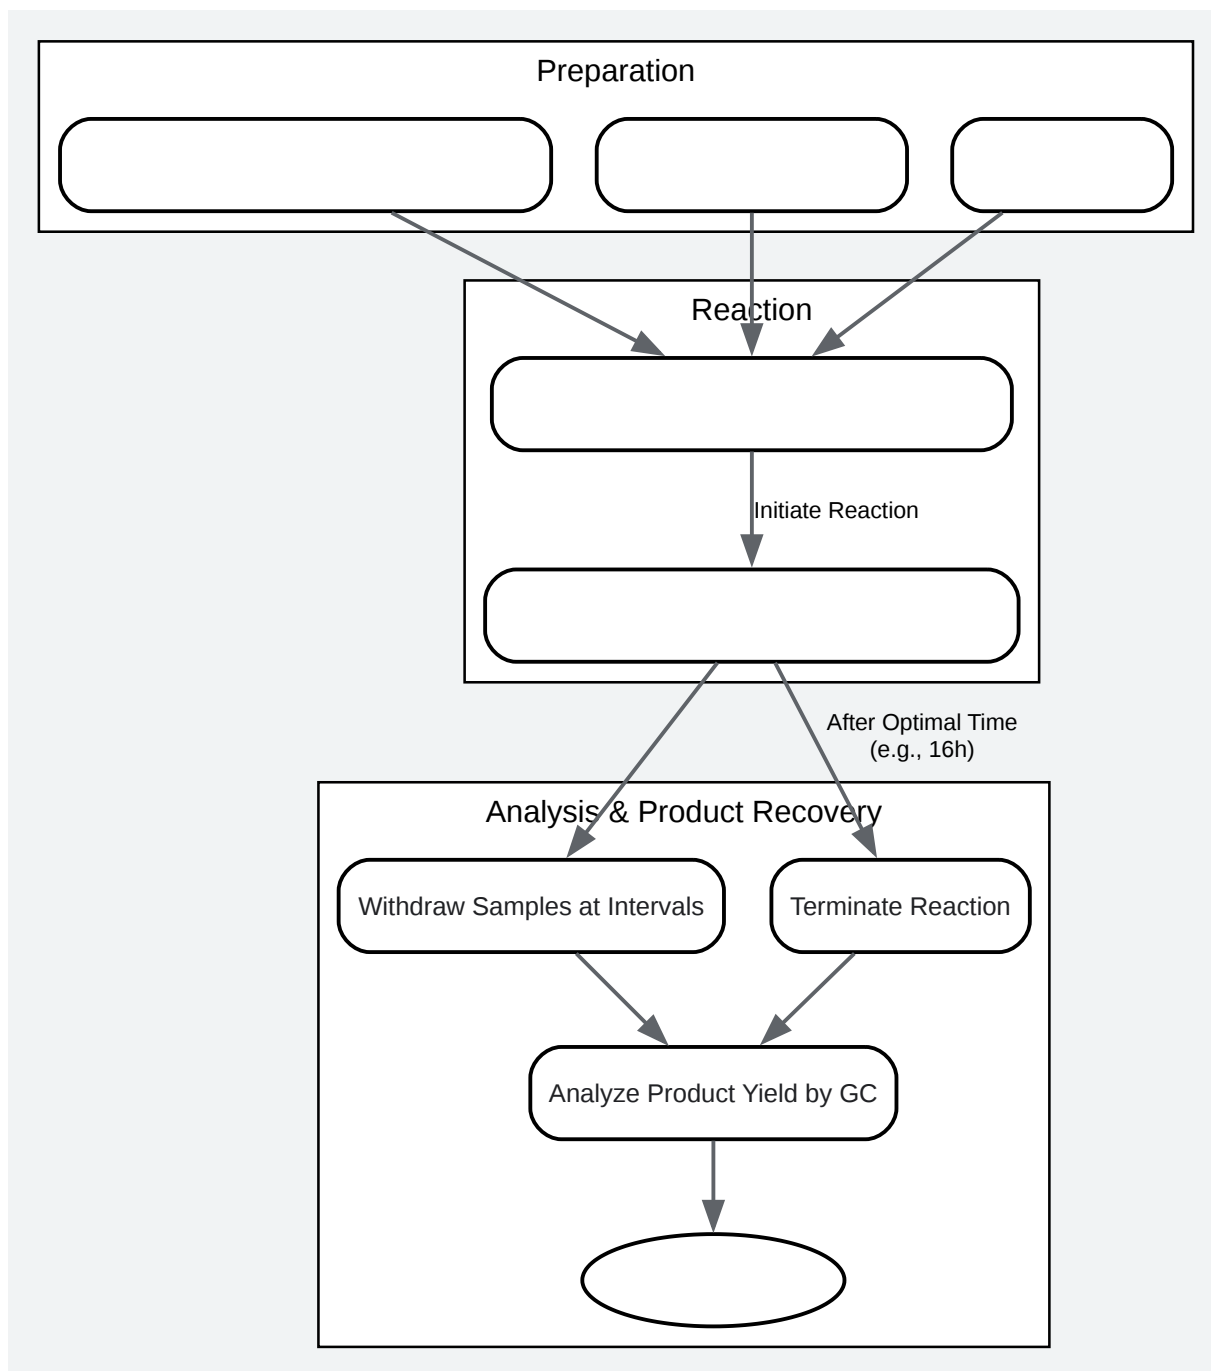 Preparation
Reaction
Initiate Reaction
After Optimal Time
(e.g., 16h)
Analysis & Product Recovery
Withdraw Samples at Intervals
Terminate Reaction
Analyze Product Yield by GC